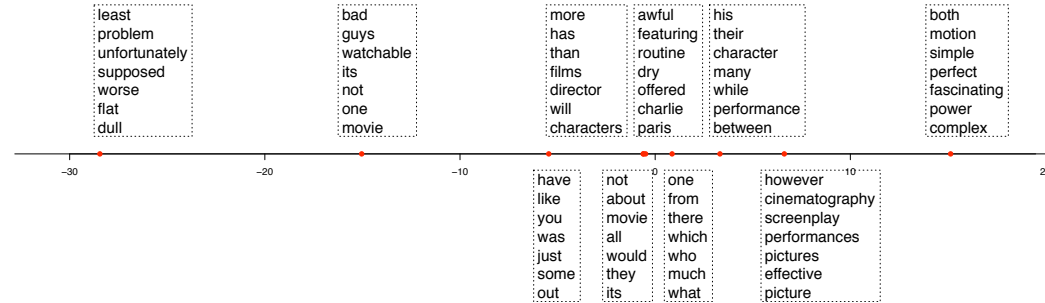 least
problem
unfortunately
supposed
worse
flat
dull
bad
guys
watchable
its
not
one
movie
more
has
than
films
director
will
characters
awful
featuring
routine
dry
offered
charlie
paris
his
their
character
many
while
performance
between
both
motion
simple
perfect
fascinating
power
complex
−30 −20 −10 0 10 2
have
like
you
was
just
some
out
not
about
movie
all
would
they
its
one
from
there
which
who
much
what
however
cinematography
screenplay
performances
pictures
effective
picture